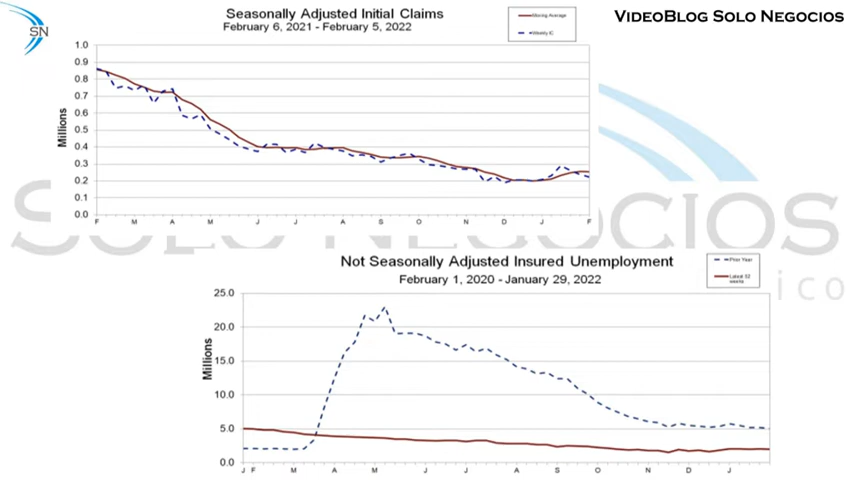 SN
VIDEOBLOG SOLO NEGOCIOS
Seasonally Adjusted Initial Claims
February 6, 2021 - February 5, 2022
Moving Average
Weekly IC
Millions
1.0
0.9
0.8
0.7
0.6
0.5
0.4
0.3
0.2
0.1
0.0
F M A M J J A S O N D J F
SOLO NEGOCIOS
Not Seasonally Adjusted Insured Unemployment
February 1, 2020 - January 29, 2022
Prior Year
Latest 52
weeks
Millions
25.0
20.0
15.0
10.0
5.0
0.0
J F M A M J J A S O N D J